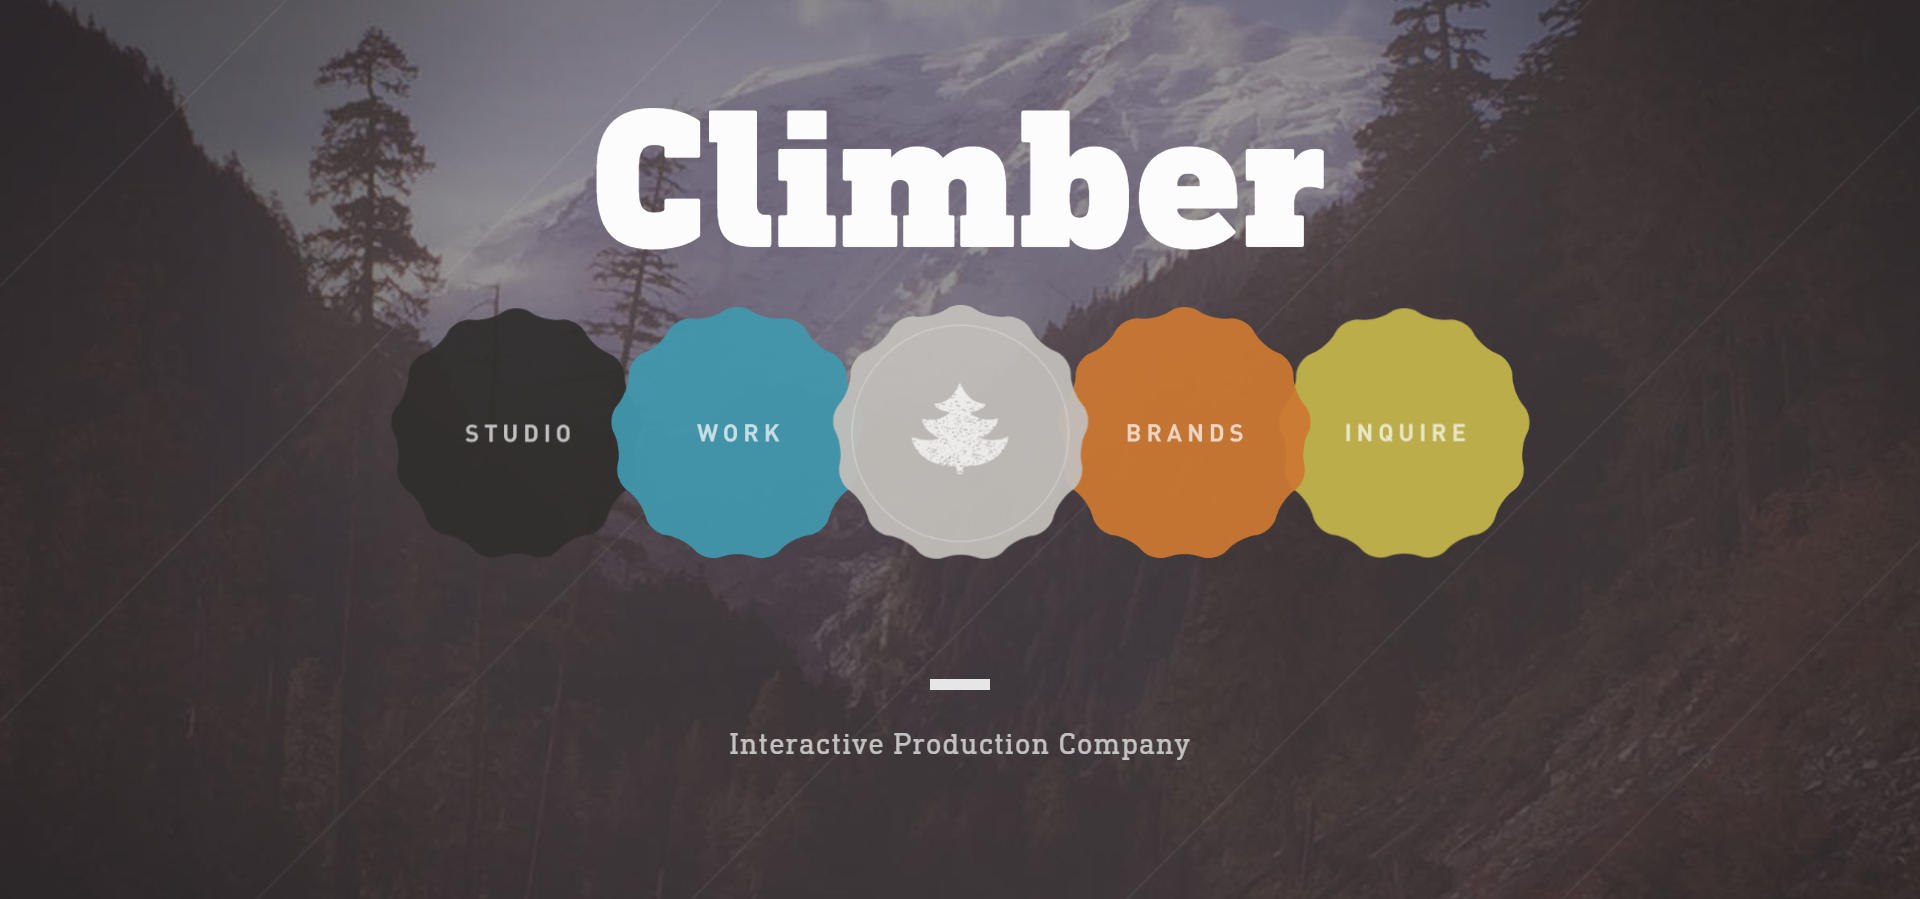 Climber
STUDIO
WORK
BRANDS
INQUIRE
Interactive Production Company